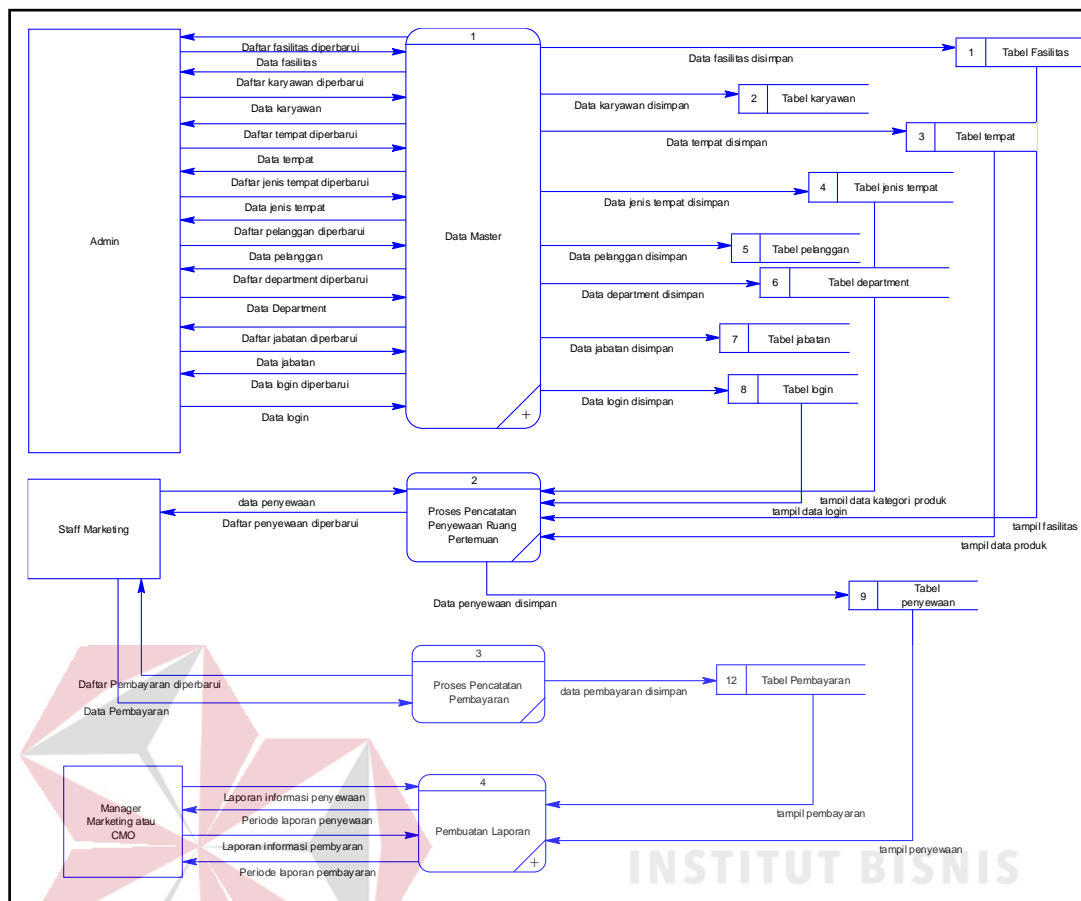 1
Daftar fasilitas diperbarui
Data fasilitas
Daftar karyawan diperbarui
Data karyawan
Daftar tempat diperbarui
Data tempat
Daftar jenis tempat diperbarui
Data jenis tempat
Daftar pelanggan diperbarui
Data pelanggan
Daftar department diperbarui
Data Department
Daftar jabatan diperbarui
Data jabatan
Data login diperbarui
Data login
Admin
Data Master
+
Data fasilitas disimpan
1 Tabel Fasilitas
Data karyawan disimpan
2 Tabel karyawan
Data tempat disimpan
3 Tabel tempat
Data jenis tempat disimpan
4 Tabel jenis tempat
Data pelanggan disimpan
5 Tabel pelanggan
Data department disimpan
6 Tabel department
Data jabatan disimpan
7 Tabel jabatan
Data login disimpan
8 Tabel login
Staff Marketing
data penyewaan
Daftar penyewaan diperbarui
2
Proses Pencatatan
Penyewaan Ruang
Pertemuan
tampil data kategori produk
tampil data login
tampil fasilitas
tampil data produk
Data penyewaan disimpan
9 Tabel
penyewaan
Daftar Pembayaran diperbarui
Data Pembayaran
3
Proses Pencatatan
Pembayaran
data pembayaran disimpan
12 Tabel Pembayaran
Manager
Marketing atau
CMO
Laporan informasi penyewaan
Periode laporan penyewaan
Laporan informasi pembyaran
Periode laporan pembayaran
4
Pembuatan Laporan
+
tampil pembayaran
tampil penyewaan
INSTITUT BISNIS